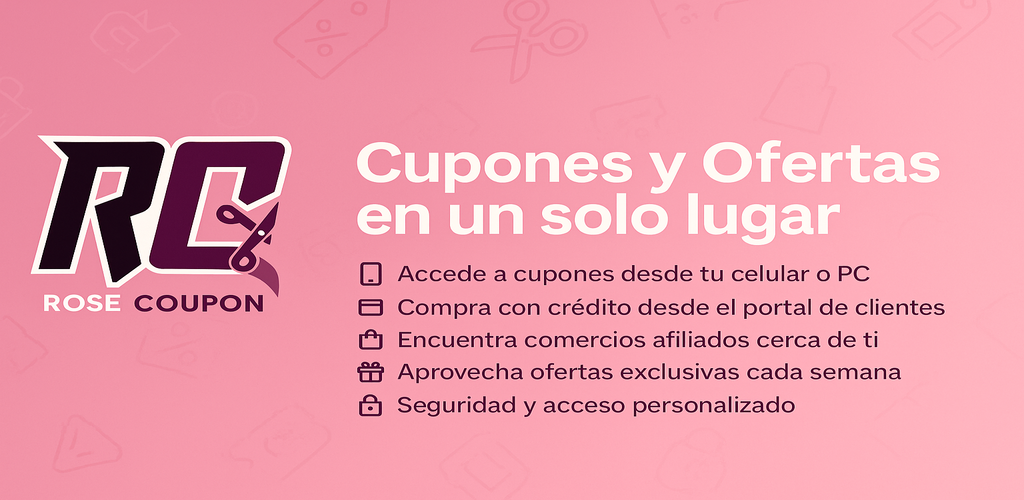 RC
ROSE COUPON
Cupones y Ofertas
en un solo lugar
Accede a cupones desde tu celular o PC
Compra con crédito desde el portal de clientes
Encuentra comercios afiliados cerca de ti
Aprovecha ofertas exclusivas cada semana
Seguridad y acceso personalizado